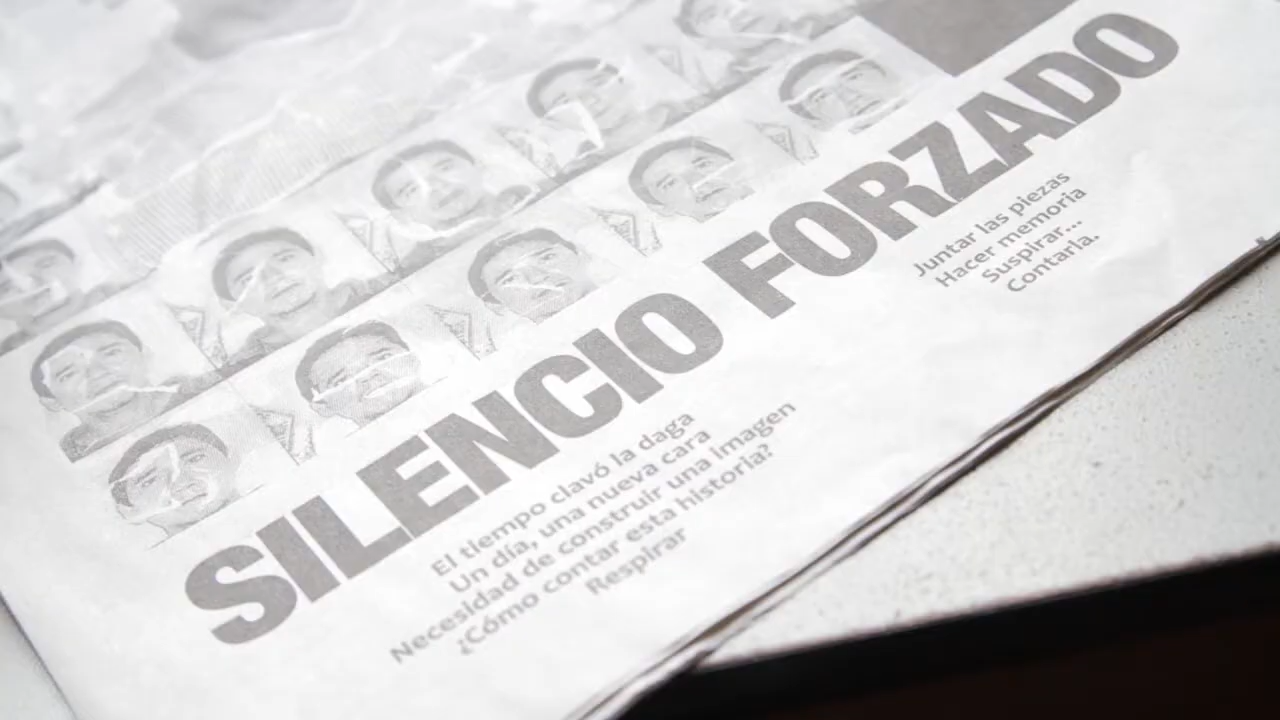 SILENCIO FORZADO
El tiempo clavó la daga
Un día, una nueva cara
Necesidad de construir una imagen
¿Cómo contar esta historia?
Respirar
Juntar las piezas
Hacer memoria
Suspirar...
Contarla.